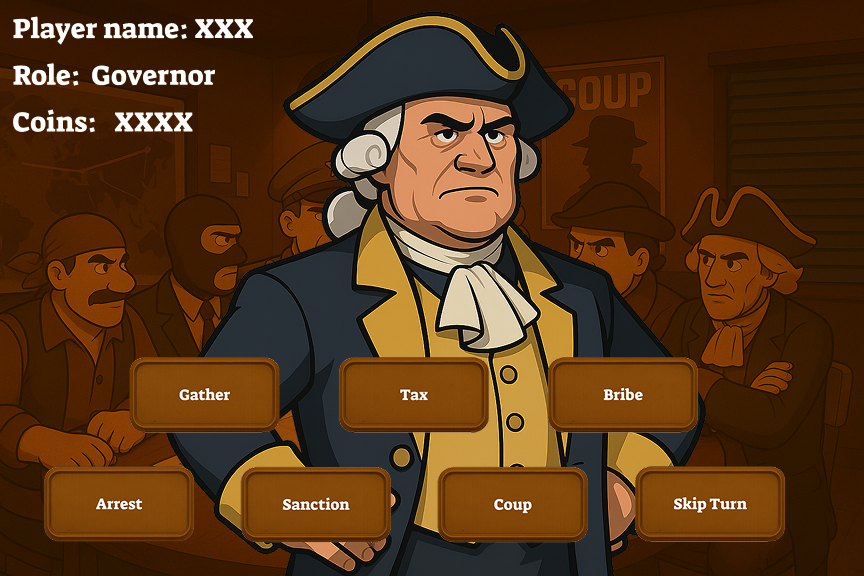 Player name: XXX
Role: Governor
Coins: XXXX
COUP
Gather
Tax
Bribe
Arrest
Sanction
Coup
Skip Turn